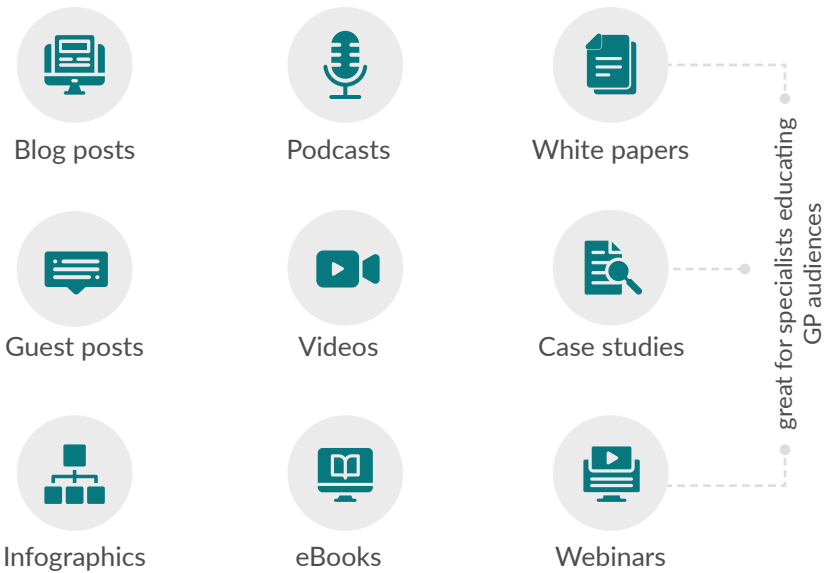 Blog posts
Podcasts
White papers
Guest posts
Videos
Case studies
Infographics
eBooks
Webinars
great for specialists educating
GP audiences